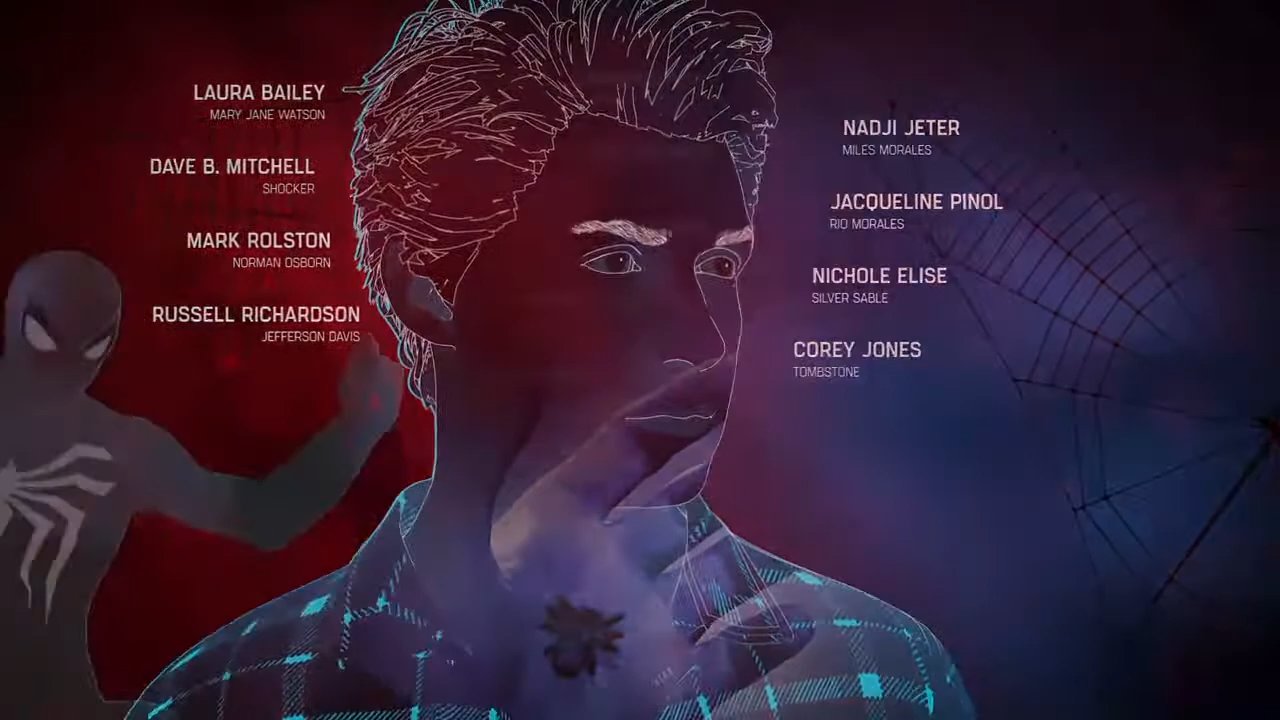 LAURA BAILEY
MARY JANE WATSON
DAVE B. MITCHELL
SHOCKER
MARK ROLSTON
NORMAN OSBORN
RUSSELL RICHARDSON
JEFFERSON DAVIS
NADJI JETER
MILES MORALES
JACQUELINE PINOL
RIO MORALES
NICHOLE ELISE
SILVER SABLE
COREY JONES
TOMBSTONE